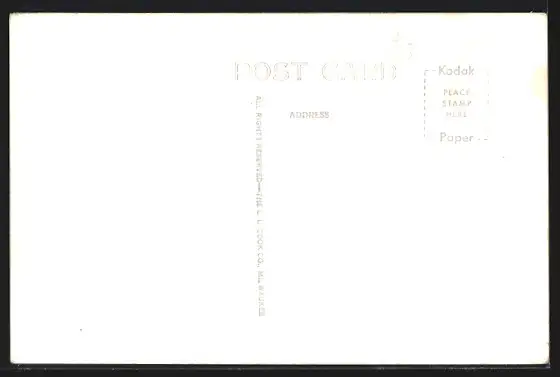 POST CARD
Kodak
PLACE
STAMP
HERE
Paper
ADDRESS
ALL RIGHTS RESERVED—THE L. L. COOK CO., MILWAUKEE